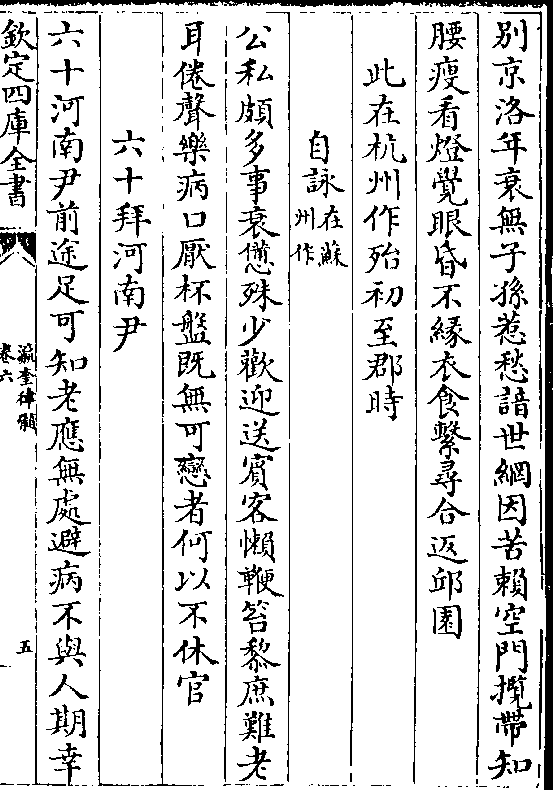 別京洛年衰無子孫惹愁諳世網因苦賴空門攬帶知
腰瘦看燈覺眼昏不緣衣食繫尋合返邱園
此在杭州作殆初至郡時
自詠在蘇州作
公私頗多事衰憊殊少歡迎送賓客懶鞭笞黎庶難老
耳倦聲樂病口厭杯盤既無可戀者何以不休官
六十拜河南尹
六十河南尹前途足可知老應無處避病不與人期幸
欽定四庫全書
瀛奎律髓
卷六
五